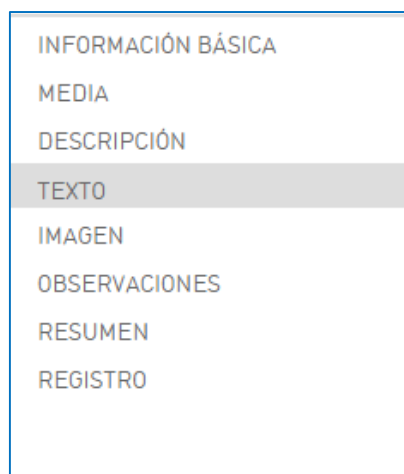 INFORMACIÓN BÁSICA
MEDIA
DESCRIPCIÓN
TEXTO
IMAGEN
OBSERVACIONES
RESUMEN
REGISTRO